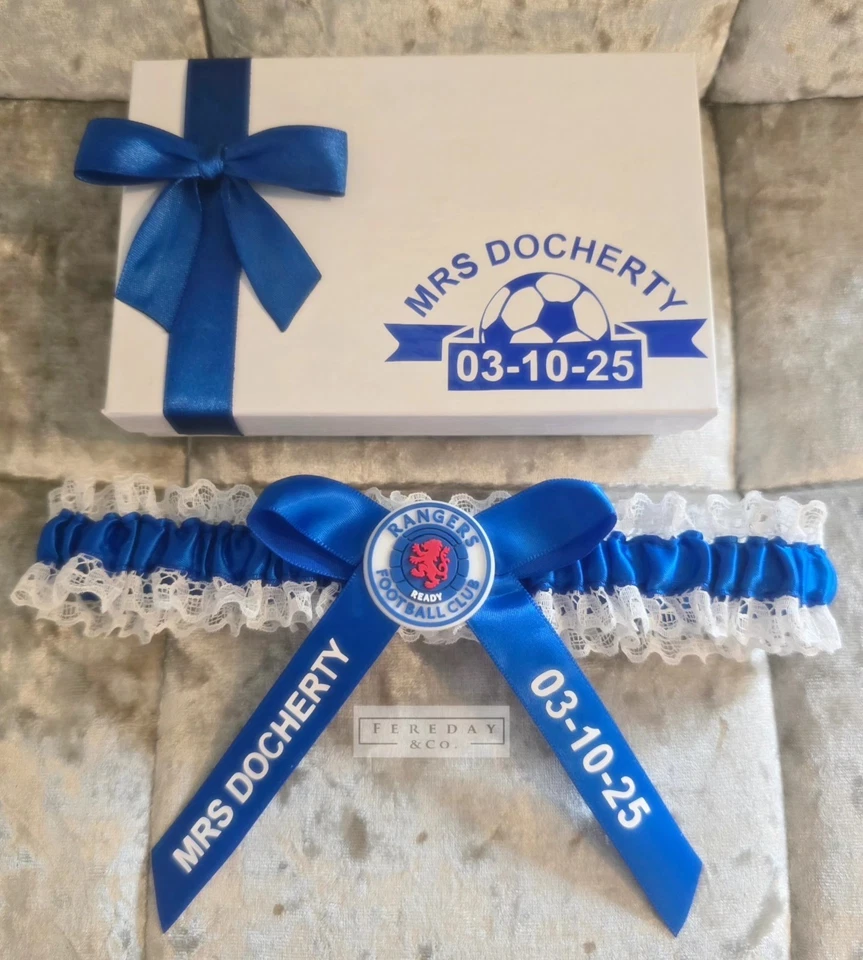 MRS DOCHERTY
03-10-25
RANGERS
READY
FOOTBALL CLUB
MRS DOCHERTY
03-10-25
FEREDAY
& CO.